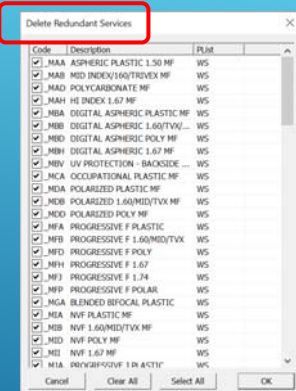 Delete Redundant Services
Code Description PList
_MAA ASPHERIC PLASTIC 1.50 MF WS
_MAB MID INDEX/160/TRIVEX MF WS
_MAD POLYCARBONATE MF WS
_MAH HI INDEX 1.67 MF WS
_MBA DIGITAL ASPHERIC PLASTIC MF WS
_MBB DIGITAL ASPHERIC 1.60/TVX/... WS
_MBD DIGITAL ASPHERIC POLY MF WS
_MBH DIGITAL ASPHERIC 1.67 MF WS
_MBV UV PROTECTION - BACKSIDE ... WS
_MCA OCCUPATIONAL PLASTIC MF WS
_MDA POLARIZED PLASTIC MF WS
_MDB POLARIZED 1.60/MID/TVX MF WS
_MDD POLARIZED POLY MF WS
_MFA PROGRESSIVE F PLASTIC WS
_MFB PROGRESSIVE F 1.60/MID/TVX WS
_MFD PROGRESSIVE F POLY WS
_MFH PROGRESSIVE F 1.67 WS
_MFJ PROGRESSIVE F 1.74 WS
_MFP PROGRESSIVE F POLAR WS
_MGA BLENDED BIFOCAL PLASTIC WS
_MIA NVF PLASTIC MF WS
_MIB NVF 1.60/MID/TVX MF WS
_MID NVF POLY MF WS
_MII NVF 1.67 MF WS
_MJA PROGRESSIVE J PLASTIC WS
Cancel Clear All Select All OK